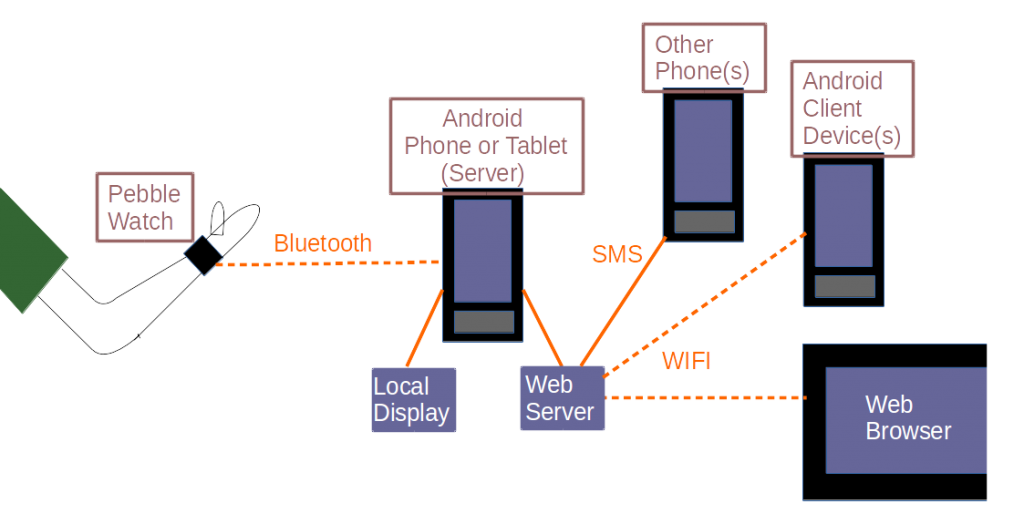 Other
Phone(s)
Android
Client
Device(s)
Android
Phone or Tablet
(Server)
Pebble
Watch
Bluetooth
SMS
WIFI
Local
Display
Web
Server
Web
Browser